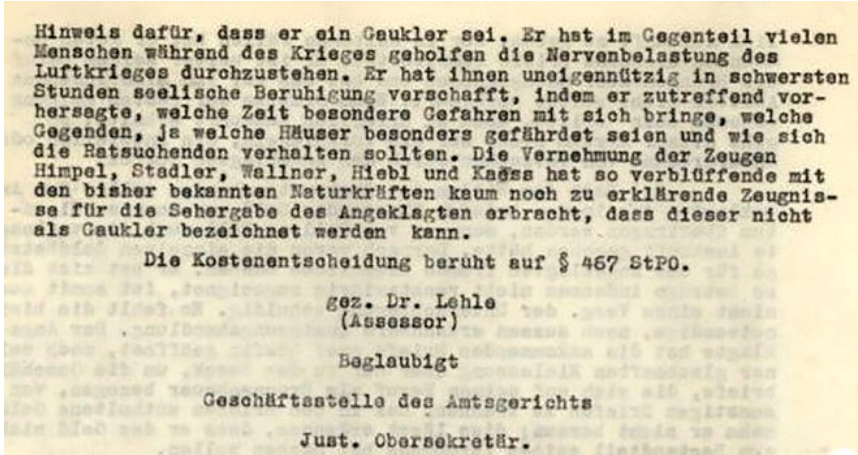 Hinweis dafür, dass er ein Gaukler sei. Er hat im Gegenteil vielen
Menschen während des Krieges geholfen die Nervenbelastung des
Luftkrieges durchzustehen. Er hat ihnen uneigennützig in schwersten
Stunden seelische Beruhigung verschafft, indem er zutreffend vor-
hersagte, welche Zeit besondere Gefahren mit sich bringe, welche
Gegenden, ja welche Häuser besonders gefährdet seien und wie sich
die Ratsuchenden verhalten sollten. Die Vernehmung der Zeugen
Himpel, Stadler, Wallner, Hiebl und Kaess hat so verblüffende mit
den bisher bekannten Naturkräften kaum noch zu erklärende Zeugnis-
se für die Sehergabe des Angeklagten erbracht, dass dieser nicht
als Gaukler bezeichnet werden kann.
Die Kostenentscheidung beruht auf § 467 StPO.
gez. Dr. Lehle
(Assessor)
Beglaubigt
Geschäftsstelle des Amtsgerichts
Just. Obersekretär.